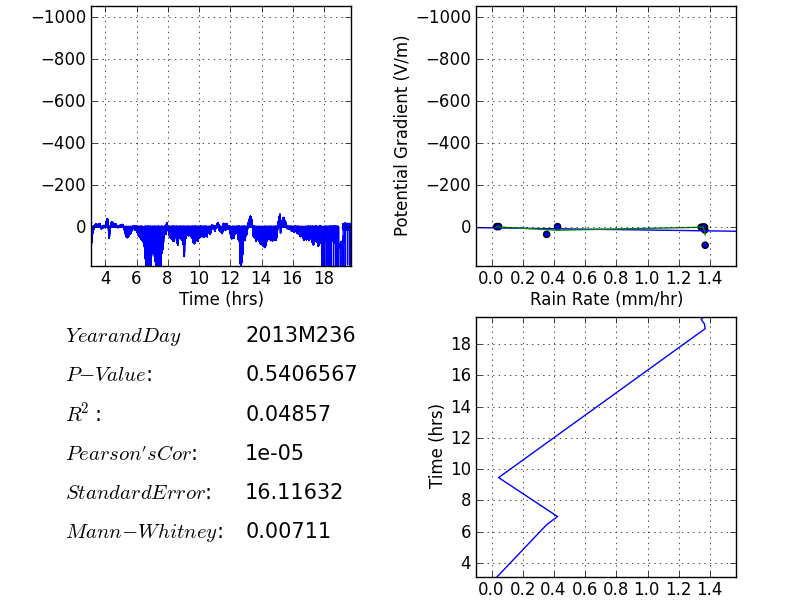 −1000
−800
−600
−400
−200
0
4 6 8 10 12 14 16 18
Time (hrs)
Potential Gradient (V/m)
−1000
−800
−600
−400
−200
0
0.0 0.2 0.4 0.6 0.8 1.0 1.2 1.4
Rain Rate (mm/hr)
YearandDay 2013M236
P−Value: 0.5406567
R² : 0.04857
Pearson'sCor: 1e-05
StandardError: 16.11632
Mann−Whitney: 0.00711
Time (hrs)
18
16
14
12
10
8
6
4
0.0 0.2 0.4 0.6 0.8 1.0 1.2 1.4